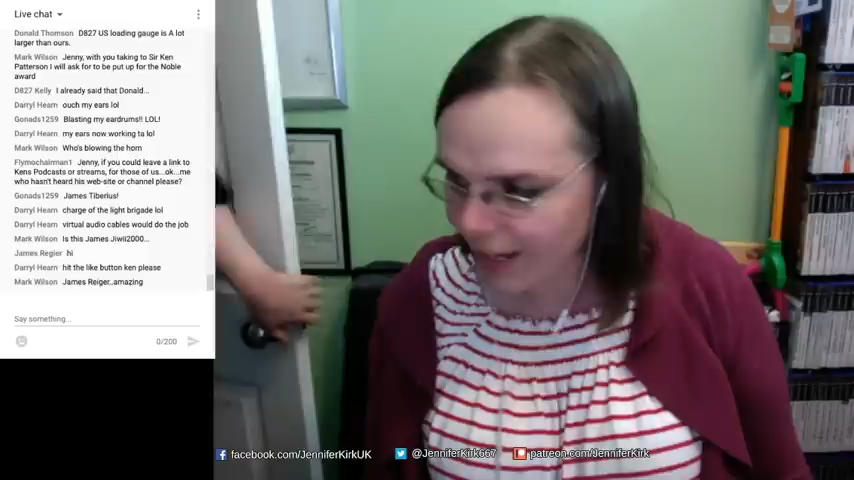 Live chat
Donald Thomson D827 US loading gauge is A lot
larger than ours.
Mark Wilson Jenny, with you taking to Sir Ken
Patterson I will ask for to be put up for the Noble
award
D827 Kelly I already said that Donald...
Darryl Hearn ouch my ears lol
Gonads1259 Blasting my eardrums!! LOL!
Darryl Hearn my ears now working ta lol
Mark Wilson Who's blowing the horn
Flymochairman1 Jenny, if you could leave a link to
Kens Podcasts or streams, for those of us...ok...me
who hasn't heard his web-site or channel please?
Gonads1259 James Tiberius!
Darryl Hearn charge of the light brigade lol
Darryl Hearn virtual audio cables would do the job
Mark Wilson Is this James Jiwii2000...
James Regier hi
Darryl Hearn hit the like button ken please
Mark Wilson James Reiger..amazing
Say something...
0/200
facebook.com/JenniferKirkUK
@JenniferKirk667
patreon.com/JenniferKirk